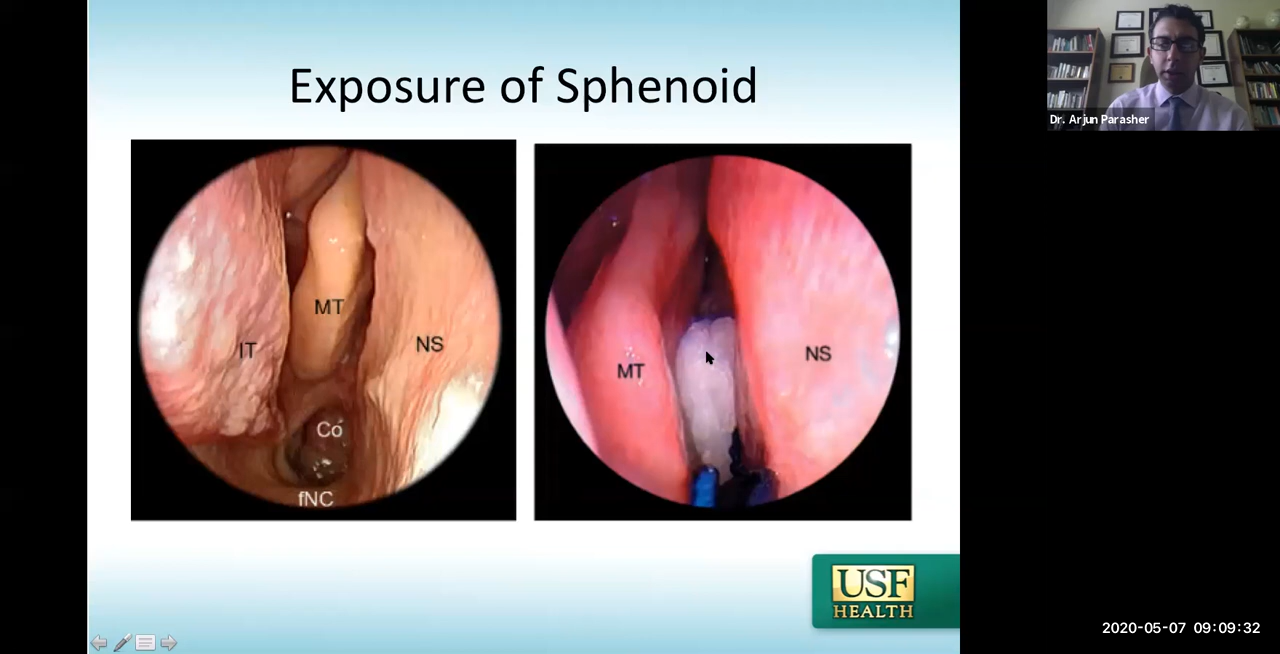 Exposure of Sphenoid
MT
IT
NS
Co
fNC
MT
NS
USF
HEALTH
Dr. Arjun Parasher
2020-05-07 09:09:32